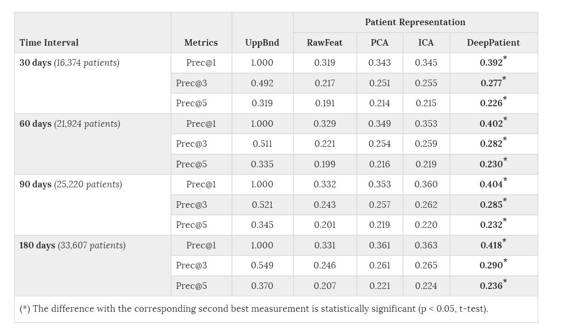 Patient Representation
Time Interval Metrics UppBnd RawFeat PCA ICA DeepPatient
30 days (16,374 patients) Prec@1 1.000 0.319 0.343 0.345 0.392*
Prec@3 0.492 0.217 0.251 0.255 0.277*
Prec@5 0.319 0.191 0.214 0.215 0.226*
60 days (21,924 patients) Prec@1 1.000 0.329 0.349 0.353 0.402*
Prec@3 0.511 0.221 0.254 0.259 0.282*
Prec@5 0.335 0.199 0.216 0.219 0.230*
90 days (25,220 patients) Prec@1 1.000 0.332 0.353 0.360 0.404*
Prec@3 0.521 0.243 0.257 0.262 0.285*
Prec@5 0.345 0.201 0.219 0.220 0.232*
180 days (33,607 patients) Prec@1 1.000 0.331 0.361 0.363 0.418*
Prec@3 0.549 0.246 0.261 0.265 0.290*
Prec@5 0.370 0.207 0.221 0.224 0.236*
(*) The difference with the corresponding second best measurement is statistically significant (p < 0.05, t-test).